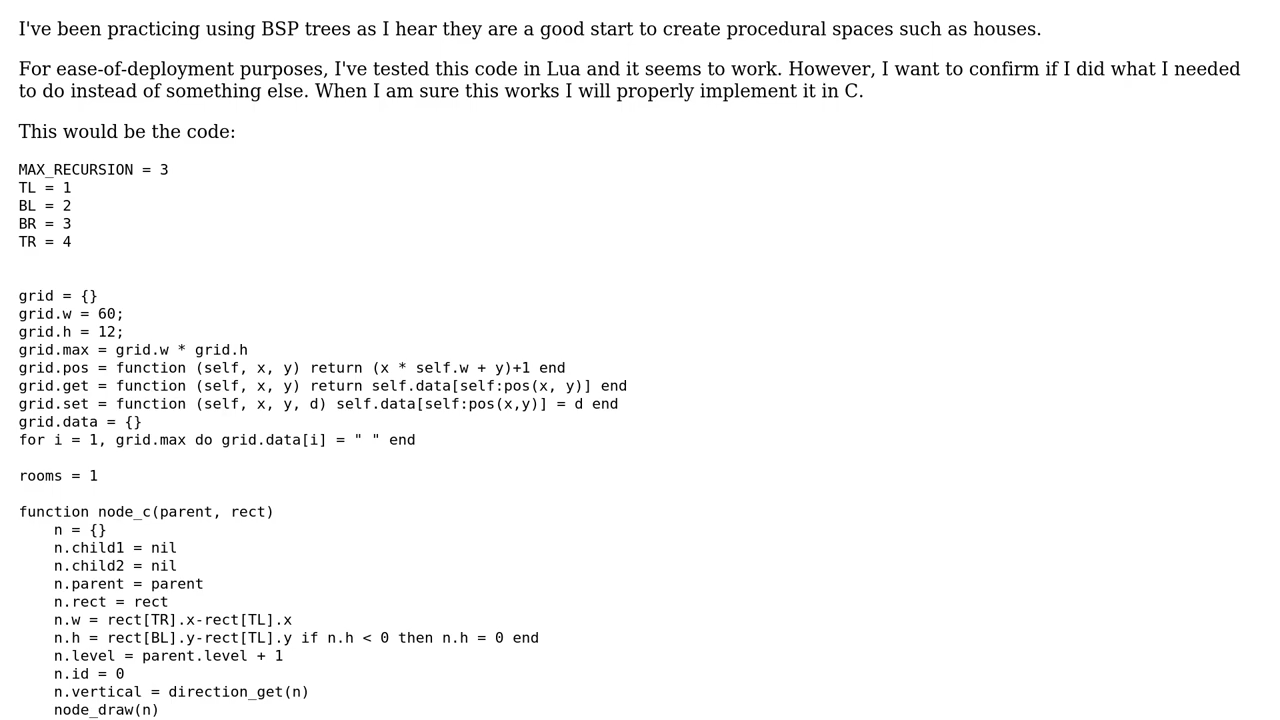 I've been practicing using BSP trees as I hear they are a good start to create procedural spaces such as houses.
For ease-of-deployment purposes, I've tested this code in Lua and it seems to work. However, I want to confirm if I did what I needed
to do instead of something else. When I am sure this works I will properly implement it in C.
This would be the code:
MAX_RECURSION = 3
TL = 1
BL = 2
BR = 3
TR = 4
grid = {}
grid.w = 60;
grid.h = 12;
grid.max = grid.w * grid.h
grid.pos = function (self, x, y) return (x * self.w + y)+1 end
grid.get = function (self, x, y) return self.data[self:pos(x, y)] end
grid.set = function (self, x, y, d) self.data[self:pos(x,y)] = d end
grid.data = {}
for i = 1, grid.max do grid.data[i] = " " end
rooms = 1
function node_c(parent, rect)
    n = {}
    n.child1 = nil
    n.child2 = nil
    n.parent = parent
    n.rect = rect
    n.w = rect[TR].x-rect[TL].x
    n.h = rect[BL].y-rect[TL].y if n.h < 0 then n.h = 0 end
    n.level = parent.level + 1
    n.id = 0
    n.vertical = direction_get(n)
    node_draw(n)